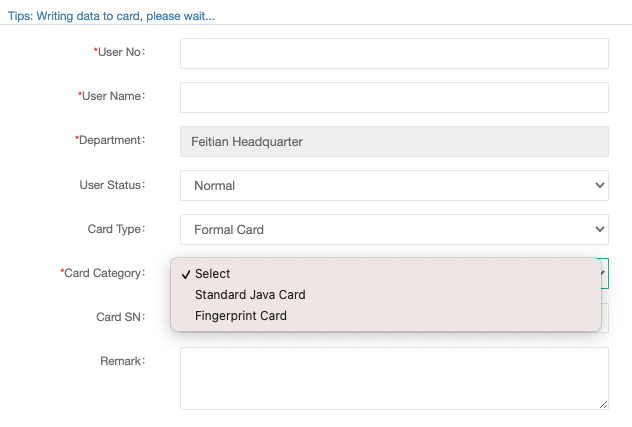 Tips: Writing data to card, please wait...
*User No:
*User Name:
*Department: Feitian Headquarter
User Status: Normal
Card Type: Formal Card
*Card Category: ✓ Select
Standard Java Card
Fingerprint Card
Card SN:
Remark: